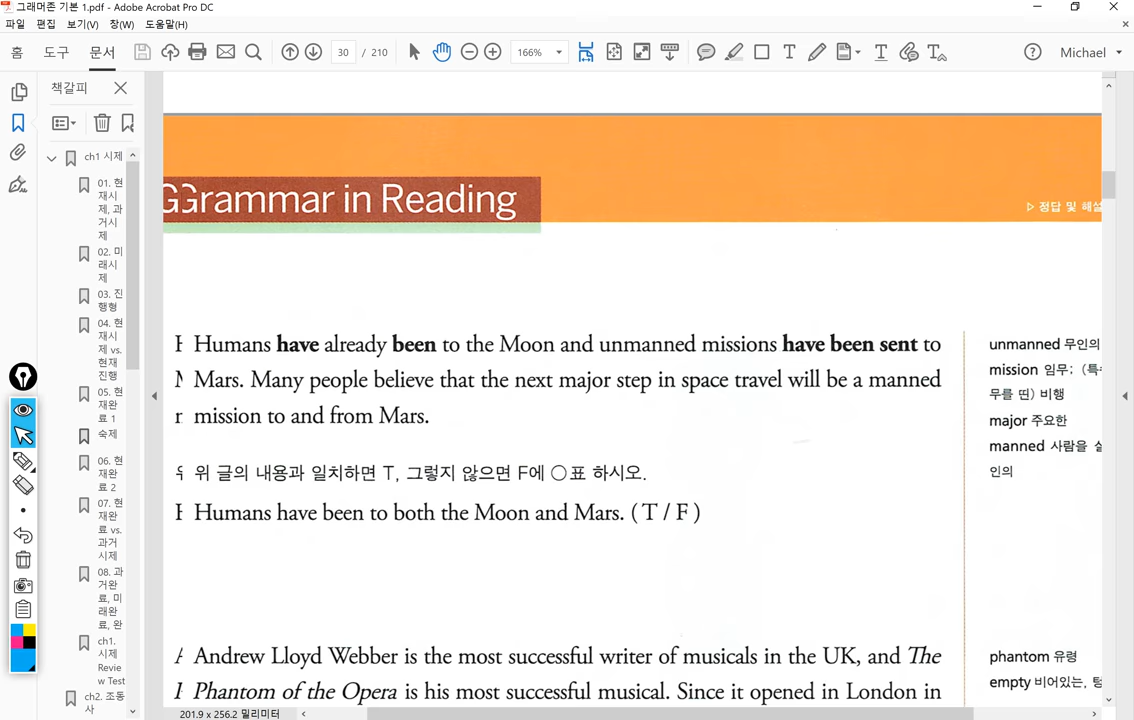 그래머존 기본 1.pdf - Adobe Acrobat Pro DC
파일 편집 보기(V) 창(W) 도움말(H)
홈 도구 문서 30 / 210 166% Michael
책갈피
ch1 시제
01. 현재시제, 과거시제
02. 미래시제
03. 진행형
04. 현재시제 vs. 현재진행
05. 현재완료 1
숙제
06. 현재완료 2
07. 현재완료 vs. 과거시제
08. 과거완료, 미래완료, 완
ch1. 시제 Review Test
ch2. 조동사
GGrammar in Reading
▷ 정답 및 해설
Humans have already been to the Moon and unmanned missions have been sent to
Mars. Many people believe that the next major step in space travel will be a manned
mission to and from Mars.
위 글의 내용과 일치하면 T, 그렇지 않으면 F에 ○표 하시오.
Humans have been to both the Moon and Mars. ( T / F )
unmanned 무인의
mission 임무; (특수
무를 띤) 비행
major 주요한
manned 사람을 실
인의
Andrew Lloyd Webber is the most successful writer of musicals in the UK, and The
Phantom of the Opera is his most successful musical. Since it opened in London in
phantom 유령
empty 비어있는, 텅
201.9 x 256.2 밀리미터